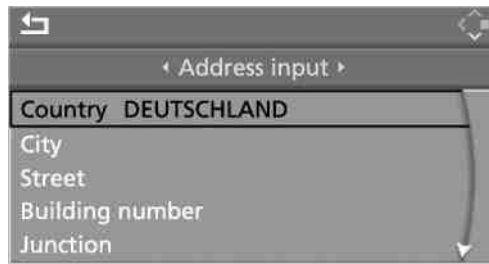 Address input
Country DEUTSCHLAND
City
Street
Building number
Junction